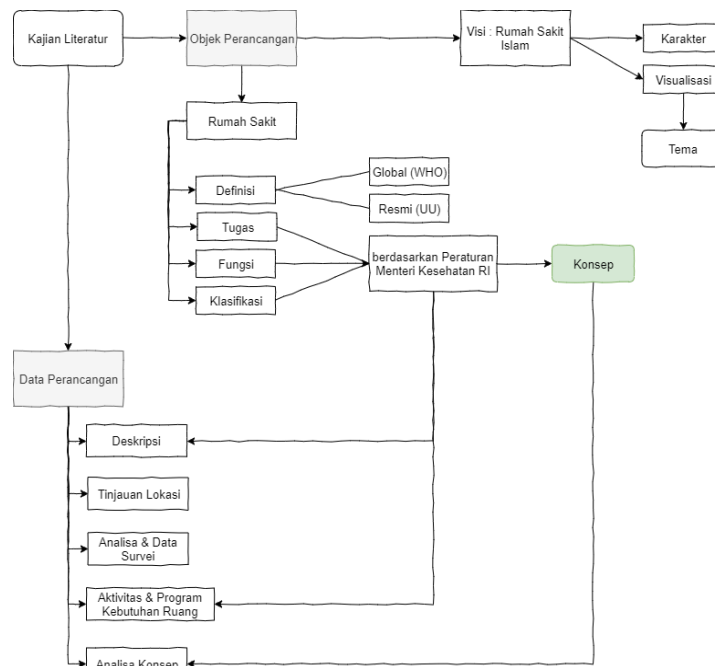 Kajian Literatur
Objek Perancangan
Visi : Rumah Sakit
Islam
Karakter
Visualisasi
Tema
Rumah Sakit
Definisi
Global (WHO)
Resmi (UU)
Tugas
Fungsi
Klasifikasi
berdasarkan Peraturan
Menteri Kesehatan RI
Konsep
Data Perancangan
Deskripsi
Tinjauan Lokasi
Analisa & Data
Survei
Aktivitas & Program
Kebutuhan Ruang
Analisa Konsep